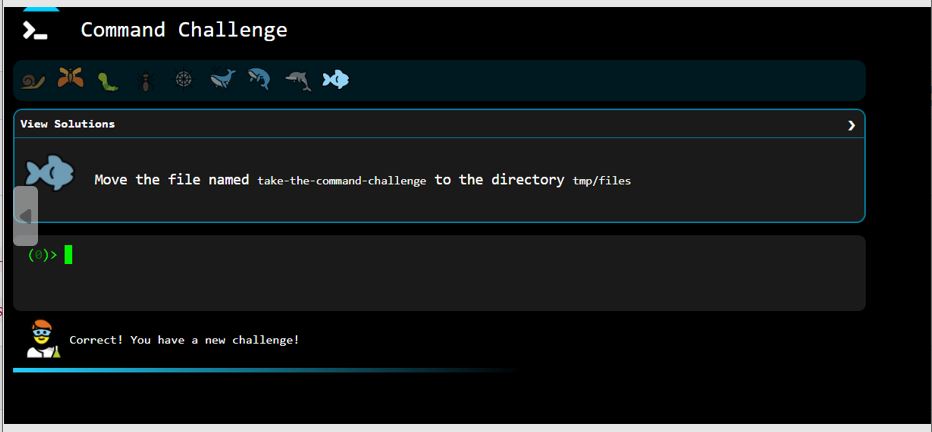 Command Challenge
View Solutions
Move the file named take-the-command-challenge to the directory tmp/files
(0)>
Correct! You have a new challenge!